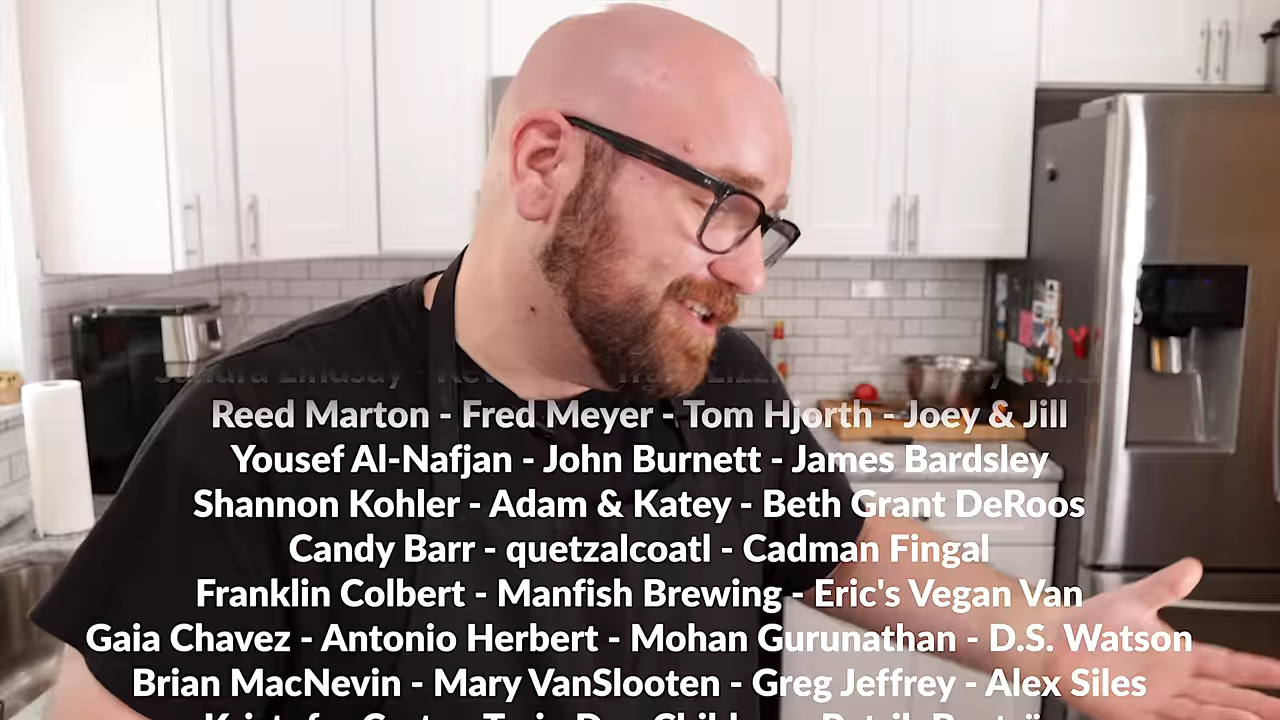 Reed Marton - Fred Meyer - Tom Hjorth - Joey & Jill
Yousef Al-Nafjan - John Burnett - James Bardsley
Shannon Kohler - Adam & Katey - Beth Grant DeRoos
Candy Barr - quetzalcoatl - Cadman Fingal
Franklin Colbert - Manfish Brewing - Eric's Vegan Van
Gaia Chavez - Antonio Herbert - Mohan Gurunathan - D.S. Watson
Brian MacNevin - Mary VanSlooten - Greg Jeffrey - Alex Siles